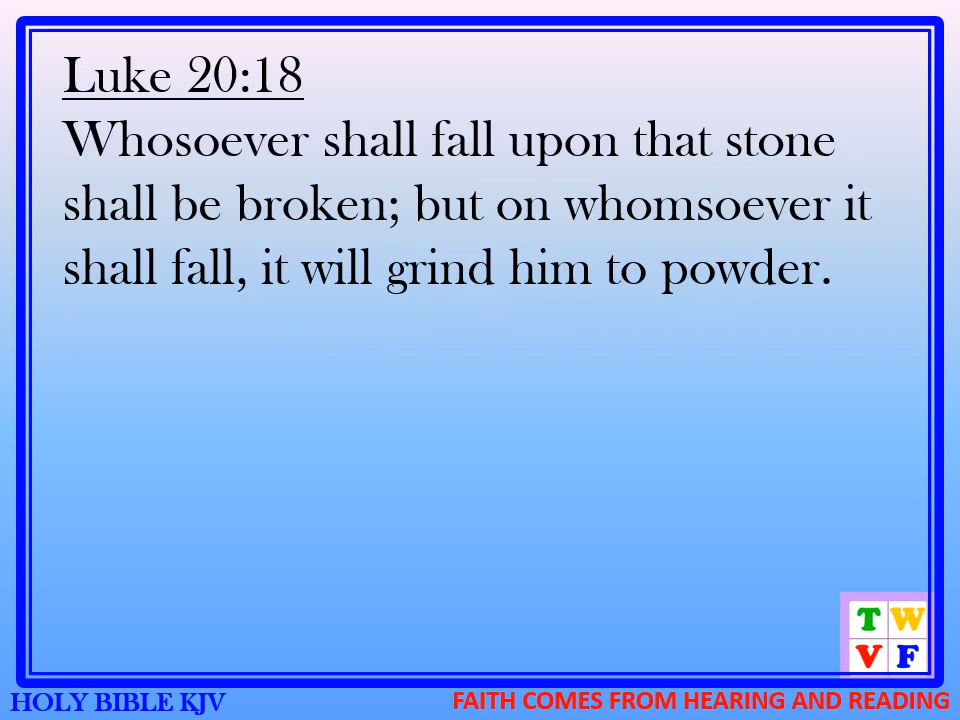 Luke 20:18
Whosoever shall fall upon that stone
shall be broken; but on whomsoever it
shall fall, it will grind him to powder.
T W
V F
HOLY BIBLE KJV
FAITH COMES FROM HEARING AND READING